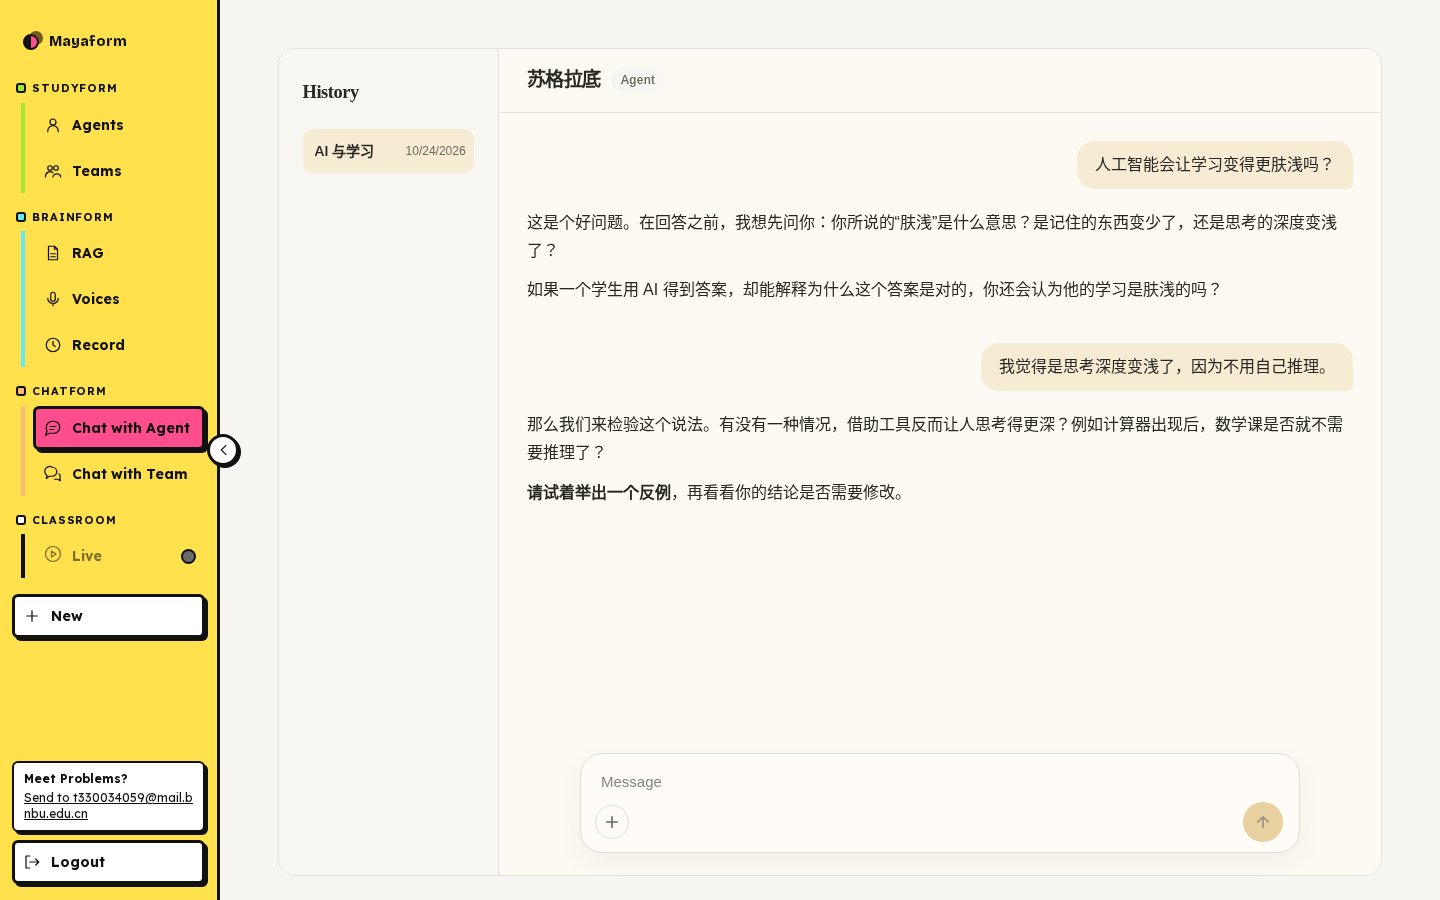 Mayaform
STUDYFORM
Agents
Teams
BRAINFORM
RAG
Voices
Record
CHATFORM
Chat with Agent
Chat with Team
CLASSROOM
Live
New
Meet Problems?
Send to t330034059@mail.b
nbu.edu.cn
Logout
History
AI 与学习 10/24/2026
苏格拉底 Agent
人工智能会让学习变得更肤浅吗？
这是个好问题。在回答之前，我想先问你：你所说的“肤浅”是什么意思？是记住的东西变少了，还是思考的深度变浅
了？
如果一个学生用 AI 得到答案，却能解释为什么这个答案是对的，你还会认为他的学习是肤浅的吗？
我觉得是思考深度变浅了，因为不用自己推理。
那么我们来检验这个说法。有没有一种情况，借助工具反而让人思考得更深？例如计算器出现后，数学课是否就不需
要推理了？
请试着举出一个反例，再看看你的结论是否需要修改。
Message